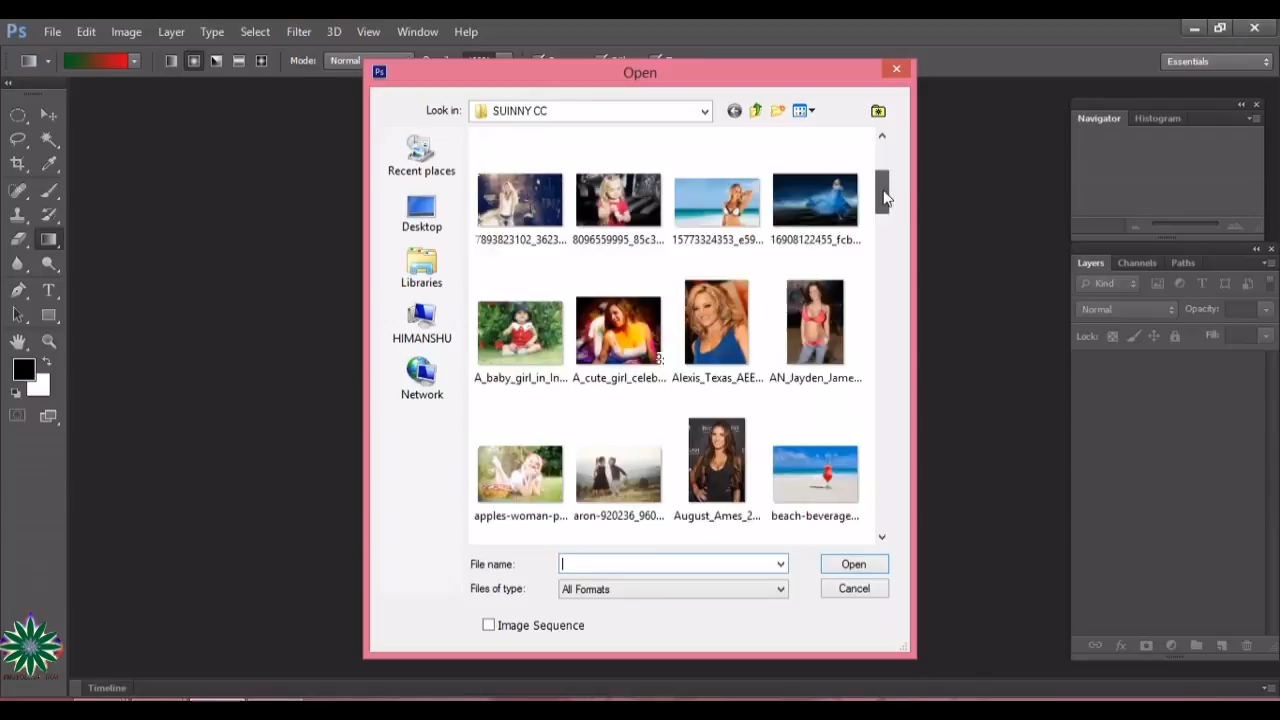 Ps File Edit Image Layer Type Select Filter 3D View Window Help
Mode: Normal
Essentials
Ps Open
Look in: SUINNY CC
Recent places
Desktop
Libraries
HIMANSHU
Network
7893823102_3623... 8096559995_85c3... 15773324353_e59... 16908122455_fcb...
A_baby_girl_in_In... A_cute_girl_celeb... Alexis_Texas_AEE... AN_Jayden_Jame...
apples-woman-p... aron-920236_960... August_Ames_2... beach-beverage...
File name: Open
Files of type: All Formats Cancel
Image Sequence
Navigator Histogram
Layers Channels Paths
Kind
Normal Opacity:
Lock: Fill:
Timeline